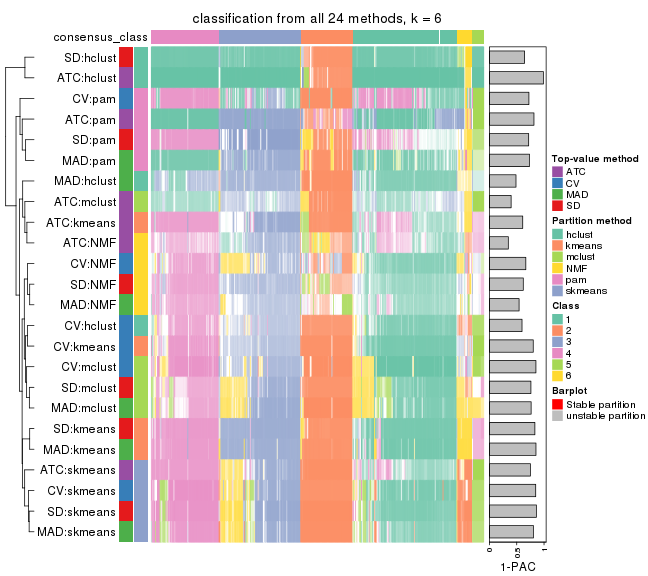 classification from all 24 methods, k = 6
consensus_class
SD:hclust
ATC:hclust
CV:pam
ATC:pam
SD:pam
MAD:pam
MAD:hclust
ATC:mclust
ATC:kmeans
ATC:NMF
CV:NMF
SD:NMF
MAD:NMF
CV:hclust
CV:kmeans
CV:mclust
SD:mclust
MAD:mclust
SD:kmeans
MAD:kmeans
ATC:skmeans
CV:skmeans
SD:skmeans
MAD:skmeans
0
0.5
1
1-PAC
Top-value method
ATC
CV
MAD
SD
Partition method
hclust
kmeans
mclust
NMF
pam
skmeans
Class
1
2
3
4
5
6
Barplot
Stable partition
unstable partition